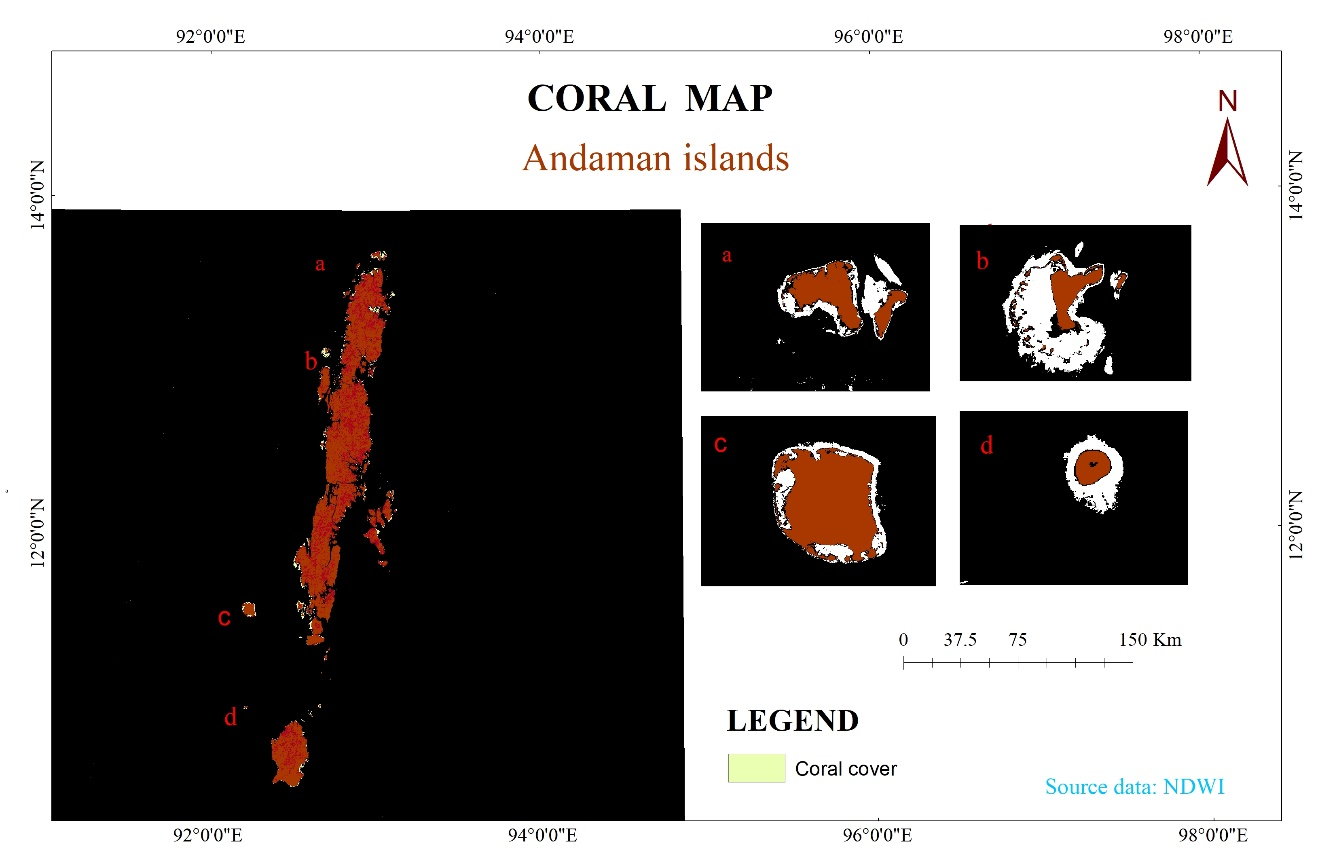 92°0'0"E 94°0'0"E 96°0'0"E 98°0'0"E
CORAL MAP
Andaman islands
N
14°0'0"N
14°0'0"N
a
b
c
d
a
b
c
d
12°0'0"N
12°0'0"N
0 37.5 75 150 Km
LEGEND
Coral cover
Source data: NDWI
92°0'0"E 94°0'0"E 96°0'0"E 98°0'0"E